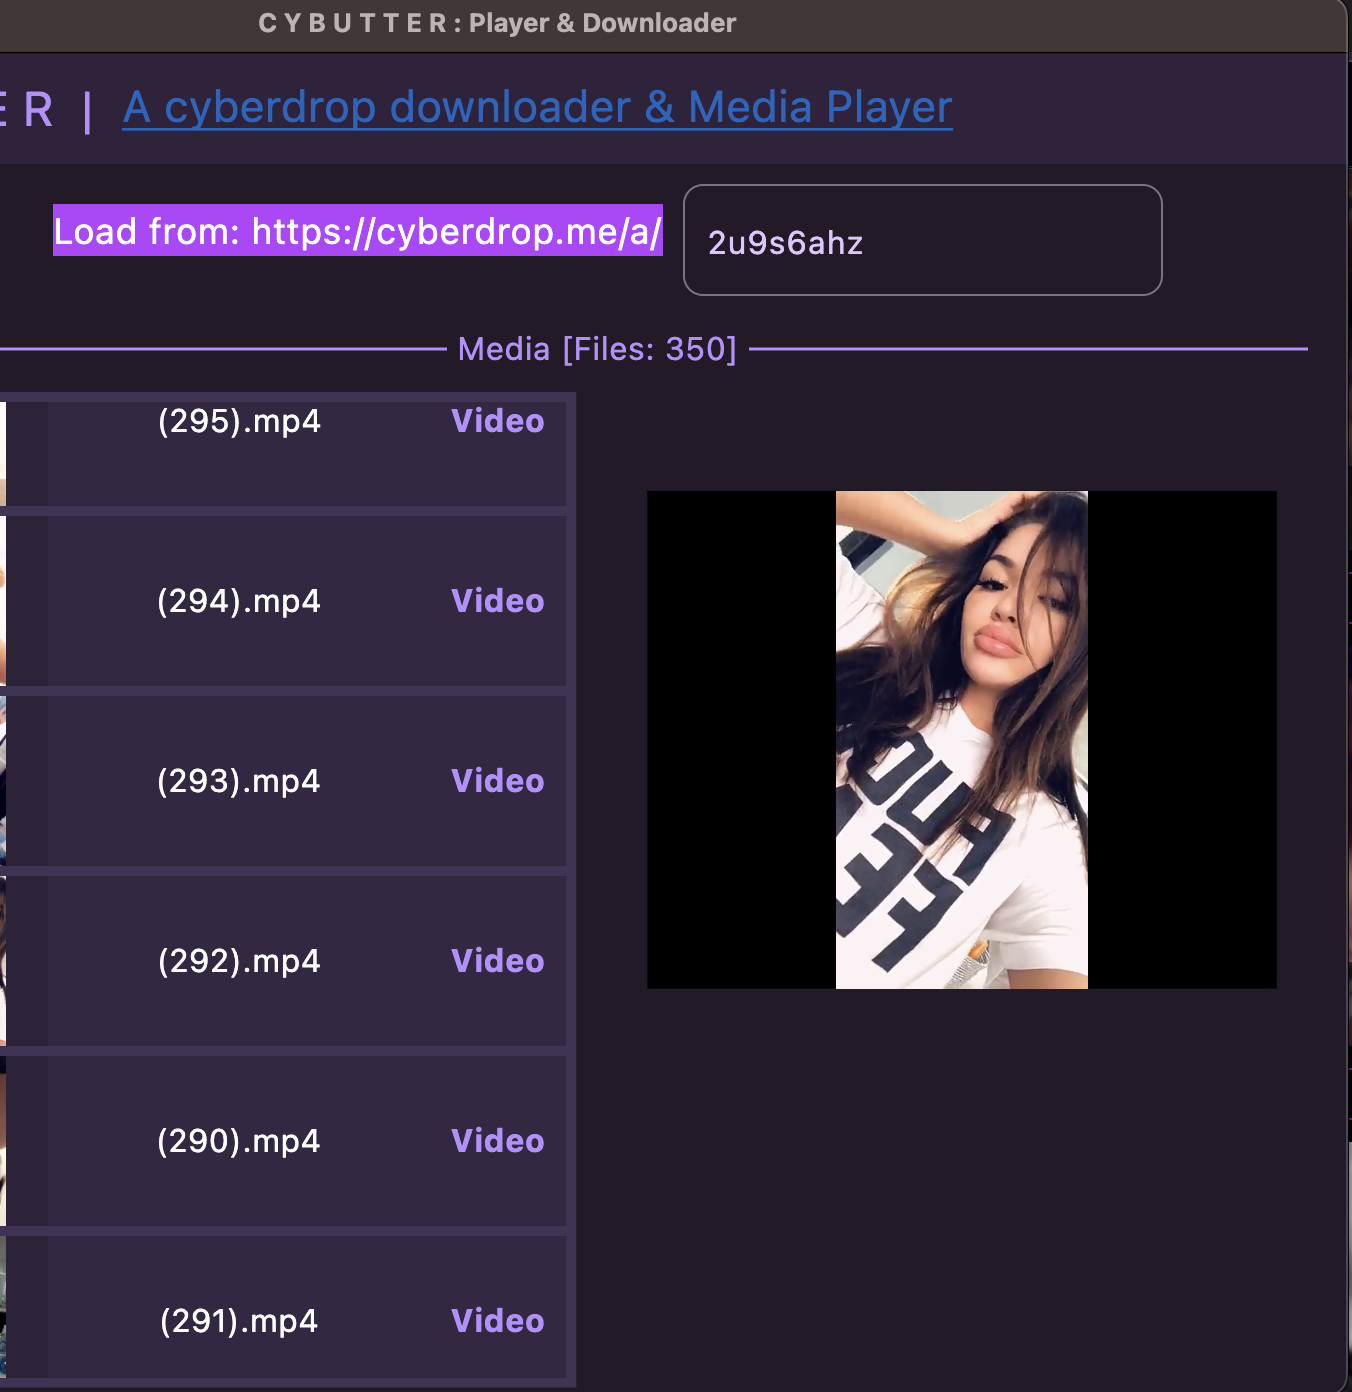 C Y B U T T E R : Player & Downloader
E R | A cyberdrop downloader & Media Player
Load from: https://cyberdrop.me/a/
2u9s6ahz
Media [Files: 350]
(295).mp4 Video
(294).mp4 Video
(293).mp4 Video
(292).mp4 Video
(290).mp4 Video
(291).mp4 Video